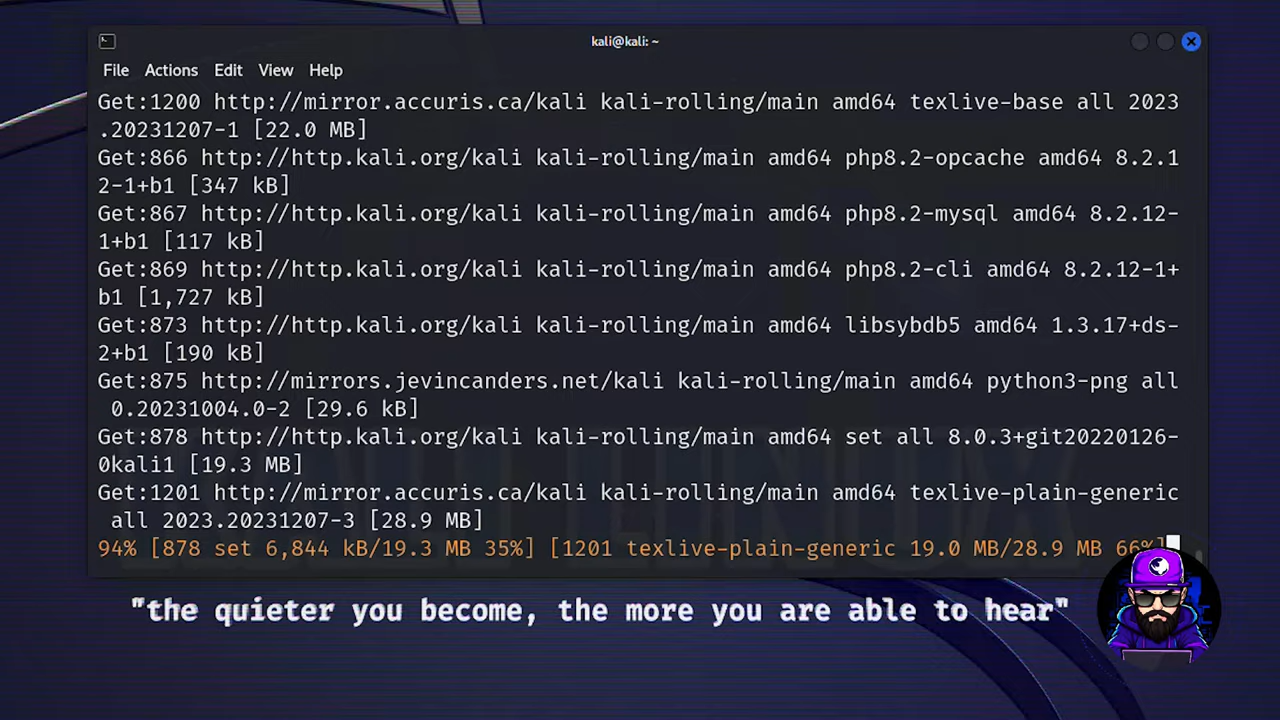 kali@kali: ~
File Actions Edit View Help
Get:1200 http://mirror.accuris.ca/kali kali-rolling/main amd64 texlive-base all 2023
.20231207-1 [22.0 MB]
Get:866 http://http.kali.org/kali kali-rolling/main amd64 php8.2-opcache amd64 8.2.1
2-1+b1 [347 kB]
Get:867 http://http.kali.org/kali kali-rolling/main amd64 php8.2-mysql amd64 8.2.12-
1+b1 [117 kB]
Get:869 http://http.kali.org/kali kali-rolling/main amd64 php8.2-cli amd64 8.2.12-1+
b1 [1,727 kB]
Get:873 http://http.kali.org/kali kali-rolling/main amd64 libsybdb5 amd64 1.3.17+ds-
2+b1 [190 kB]
Get:875 http://mirrors.jevincanders.net/kali kali-rolling/main amd64 python3-png all
 0.20231004.0-2 [29.6 kB]
Get:878 http://http.kali.org/kali kali-rolling/main amd64 set all 8.0.3+git20220126-
0kali1 [19.3 MB]
Get:1201 http://mirror.accuris.ca/kali kali-rolling/main amd64 texlive-plain-generic
 all 2023.20231207-3 [28.9 MB]
94% [878 set 6,844 kB/19.3 MB 35%] [1201 texlive-plain-generic 19.0 MB/28.9 MB 66%]
KALI LINUX
"the quieter you become, the more you are able to hear"